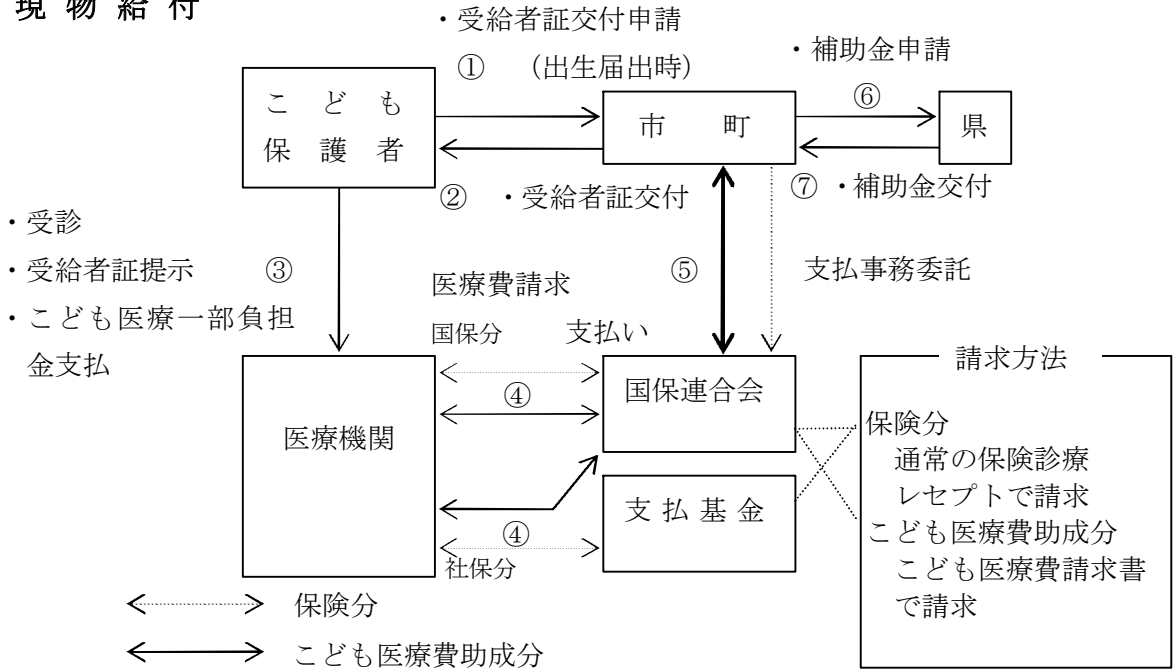 現物給付
・受給者証交付申請
① (出生届出時)
・補助金申請
⑥
こども
保護者
市町
県
② ・受給者証交付
⑦ ・補助金交付
・受診
・受給者証提示 ③
・こども医療一部負担
金支払
⑤
支払事務委託
医療費請求
国保分 支払い
④
医療機関
国保連合会
支払基金
④
社保分
請求方法
保険分
通常の保険診療
レセプトで請求
こども医療費助成分
こども医療費請求書
で請求
保険分
こども医療費助成分